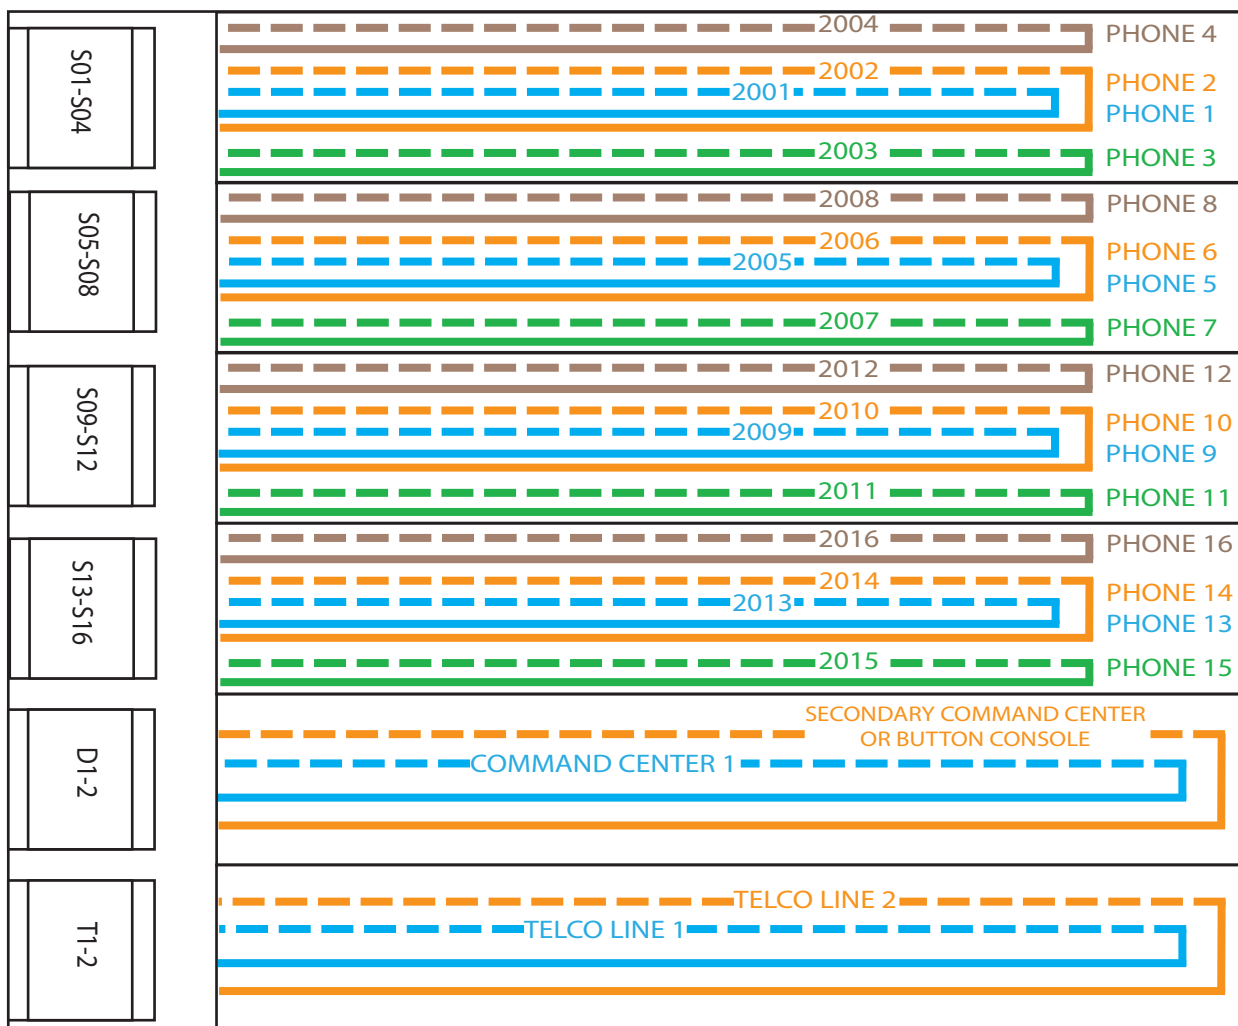 S01-S04
2004
PHONE 4
2002
PHONE 2
2001
PHONE 1
2003
PHONE 3
S05-S08
2008
PHONE 8
2006
PHONE 6
2005
PHONE 5
2007
PHONE 7
S09-S12
2012
PHONE 12
2010
PHONE 10
2009
PHONE 9
2011
PHONE 11
S13-S16
2016
PHONE 16
2014
PHONE 14
2013
PHONE 13
2015
PHONE 15
D1-2
SECONDARY COMMAND CENTER
OR BUTTON CONSOLE
COMMAND CENTER 1
T1-2
TELCO LINE 2
TELCO LINE 1